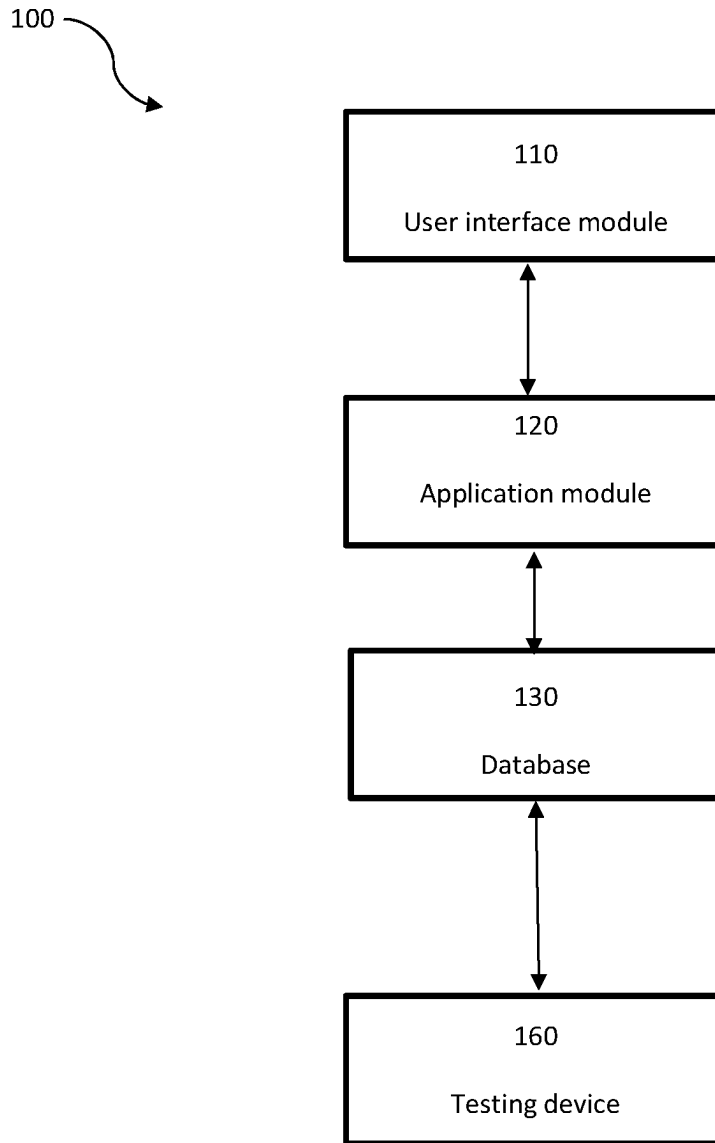 100
110
User interface module
120
Application module
130
Database
160
Testing device